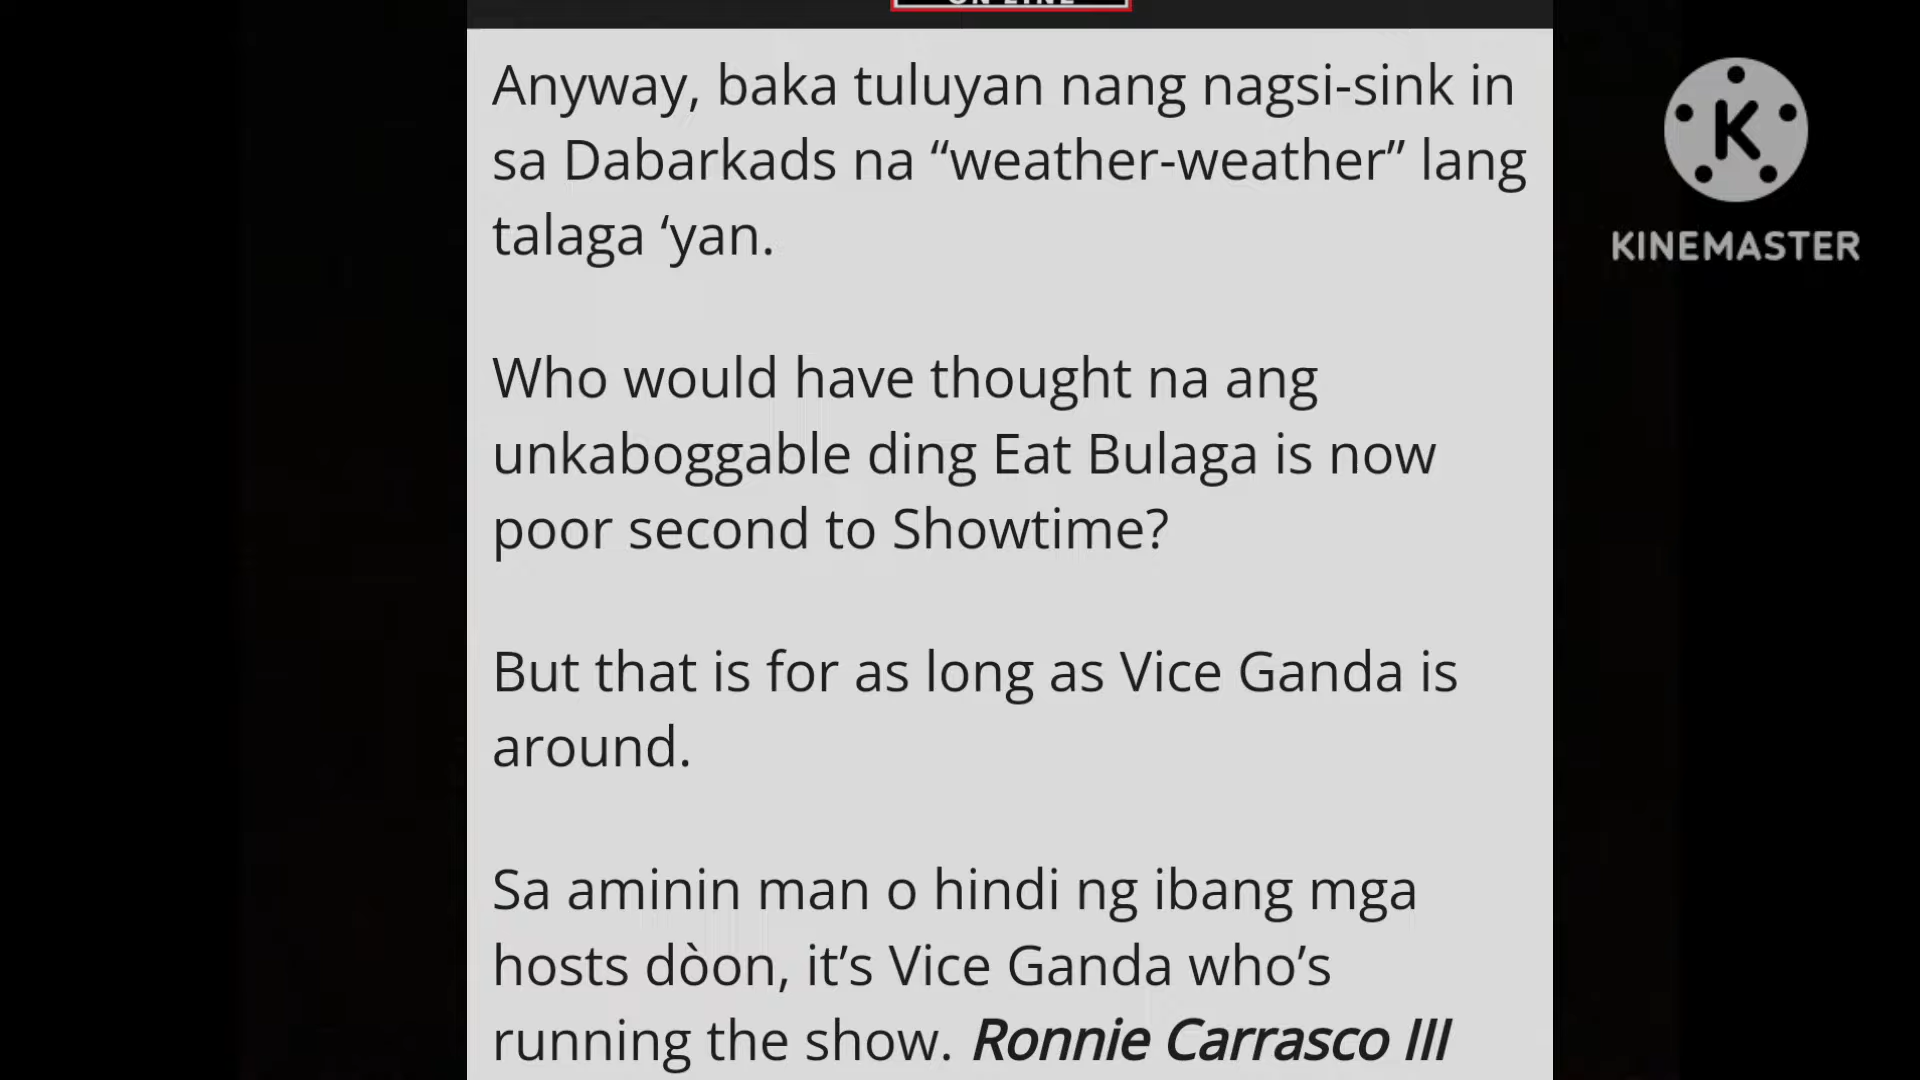 ON LINE
Anyway, baka tuluyan nang nagsi-sink in
sa Dabarkads na “weather-weather” lang
talaga ‘yan.
Who would have thought na ang
unkaboggable ding Eat Bulaga is now
poor second to Showtime?
But that is for as long as Vice Ganda is
around.
Sa aminin man o hindi ng ibang mga
hosts dòon, it’s Vice Ganda who’s
running the show. Ronnie Carrasco III
K
KINEMASTER